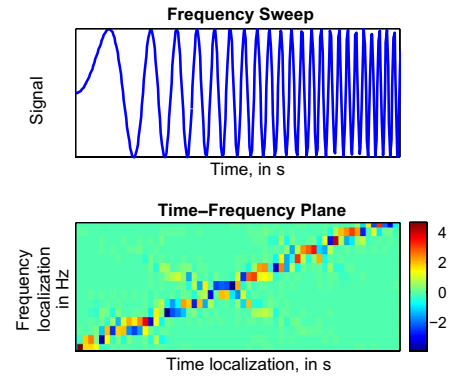 Frequency Sweep
Signal
Time, in s
Time−Frequency Plane
Frequency
localization
in Hz
4
2
0
−2
Time localization, in s